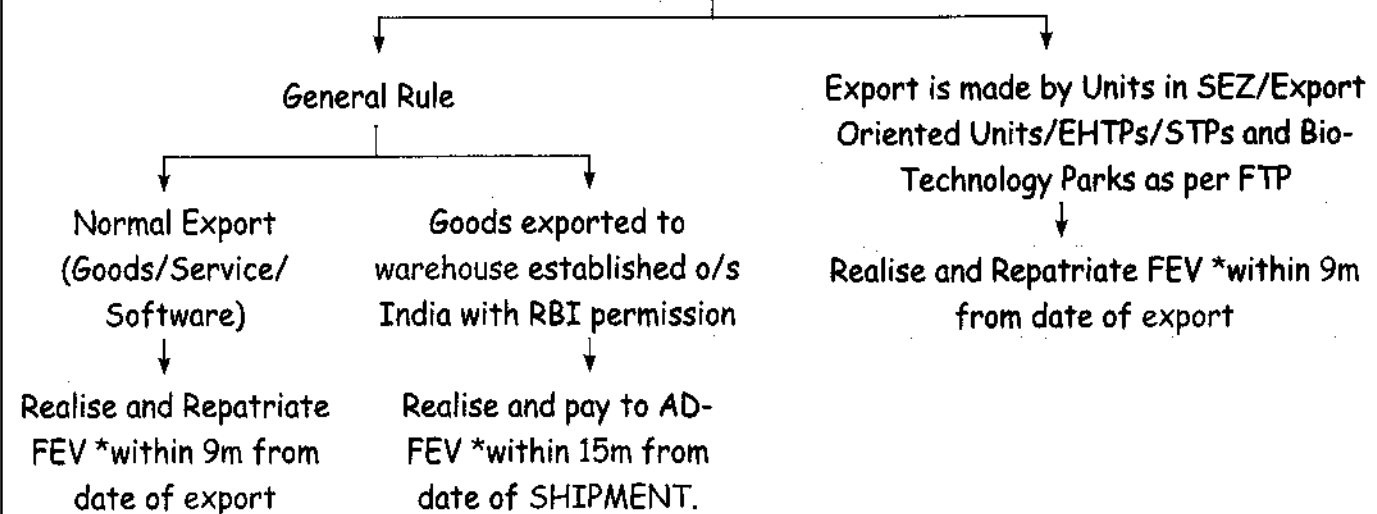 General Rule
Normal Export
(Goods/Service/
Software)
Realise and Repatriate
FEV *within 9m from
date of export
Goods exported to
warehouse established o/s
India with RBI permission
Realise and pay to AD-
FEV *within 15m from
date of SHIPMENT.
Export is made by Units in SEZ/Export
Oriented Units/EHTPs/STPs and Bio-
Technology Parks as per FTP
Realise and Repatriate FEV *within 9m
from date of export